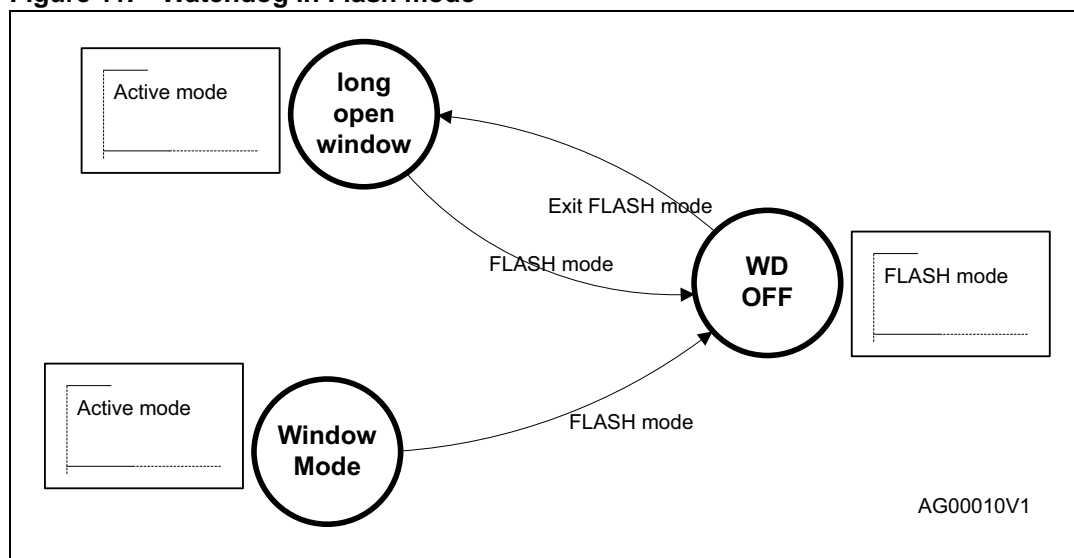 Figure
Watchdog in Flash mode
Active mode
long
open
window
Exit FLASH mode
FLASH mode
WD
OFF
FLASH mode
Active mode
Window
Mode
FLASH mode
AG00010V1